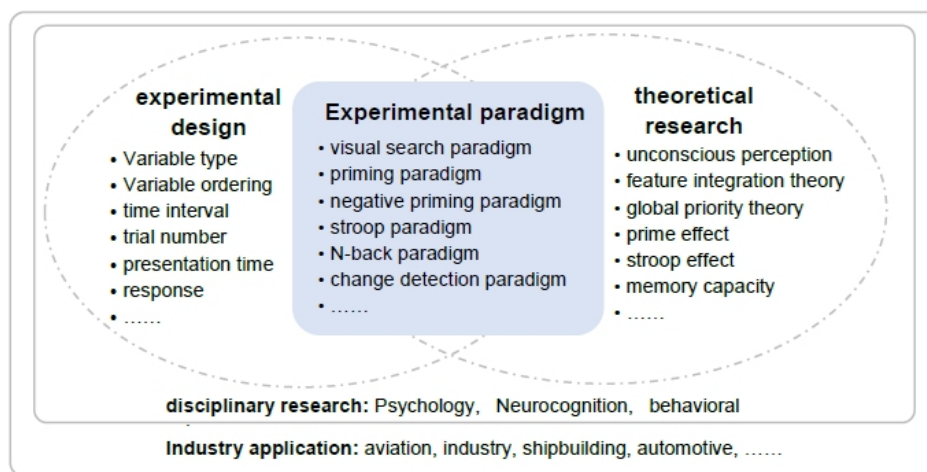 experimental
design
• Variable type
• Variable ordering
• time interval
• trial number
• presentation time
• response
• ……
Experimental paradigm
• visual search paradigm
• priming paradigm
• negative priming paradigm
• stroop paradigm
• N-back paradigm
• change detection paradigm
• ……
theoretical
research
• unconscious perception
• feature integration theory
• global priority theory
• prime effect
• stroop effect
• memory capacity
• ……
disciplinary research: Psychology, Neurocognition, behavioral
Industry application: aviation, industry, shipbuilding, automotive, ……